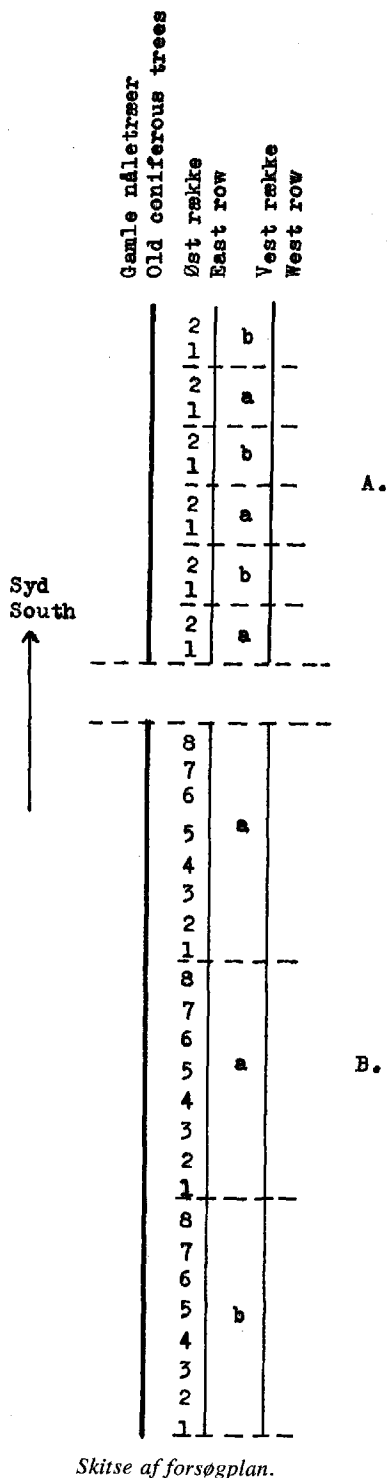 Gamle nåletræer
Old coniferous trees
Øst række
East row
Vest række
West row
2
1
b
2
1
a
2
1
b
2
1
a
2
1
b
2
1
a
A.
Syd
South
8
7
6
5
4
3
2
1
a
8
7
6
5
4
3
2
1
a
B.
8
7
6
5
4
3
2
1
b
Skitse af forsøgplan.